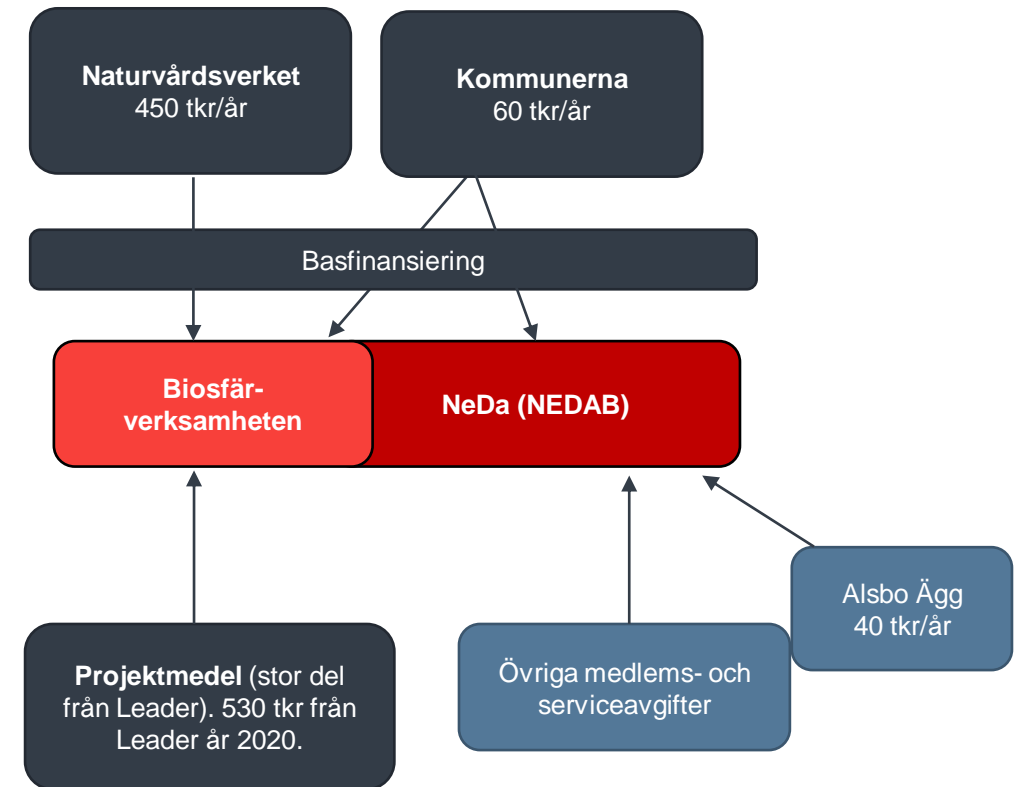 Naturvårdsverket
450 tkr/år
Kommunerna
60 tkr/år
Basfinansiering
Biosfär-
verksamheten
NeDa (NEDAB)
Alsbo Ägg
40 tkr/år
Projektmedel (stor del
från Leader). 530 tkr från
Leader år 2020.
Övriga medlems- och
serviceavgifter